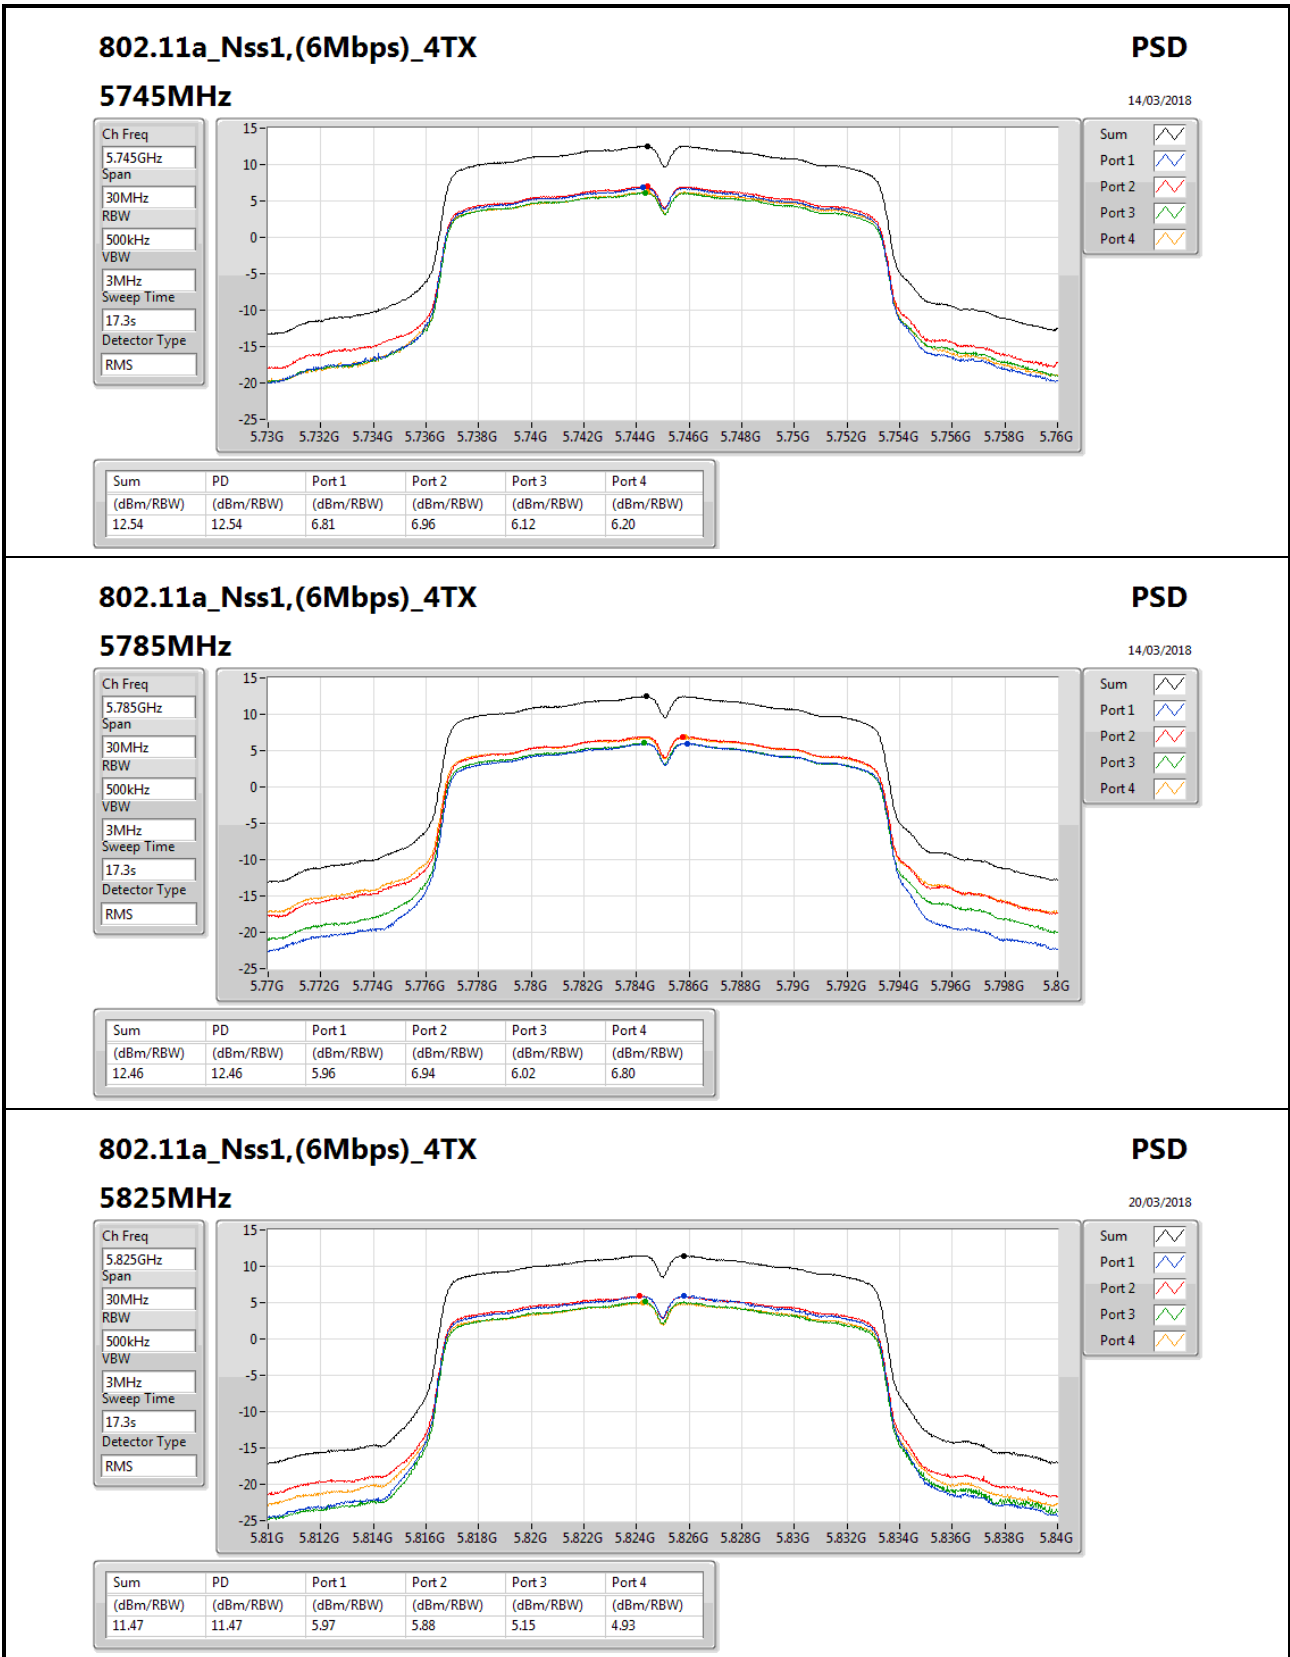 802.11a_Nss1,(6Mbps)_4TX PSD
5745MHz 14/03/2018
Ch Freq
5.745GHz
Span
30MHz
RBW
500kHz
VBW
3MHz
Sweep Time
17.3s
Detector Type
RMS
15
10
5
0
-5
-10
-15
-20
-25
5.73G 5.732G 5.734G 5.736G 5.738G 5.74G 5.742G 5.744G 5.746G 5.748G 5.75G 5.752G 5.754G 5.756G 5.758G 5.76G
Sum
Port 1
Port 2
Port 3
Port 4
Sum PD Port 1 Port 2 Port 3 Port 4
(dBm/RBW) (dBm/RBW) (dBm/RBW) (dBm/RBW) (dBm/RBW) (dBm/RBW)
12.54 12.54 6.81 6.96 6.12 6.20
802.11a_Nss1,(6Mbps)_4TX PSD
5785MHz 14/03/2018
Ch Freq
5.785GHz
Span
30MHz
RBW
500kHz
VBW
3MHz
Sweep Time
17.3s
Detector Type
RMS
15
10
5
0
-5
-10
-15
-20
-25
5.77G 5.772G 5.774G 5.776G 5.778G 5.78G 5.782G 5.784G 5.786G 5.788G 5.79G 5.792G 5.794G 5.796G 5.798G 5.8G
Sum
Port 1
Port 2
Port 3
Port 4
Sum PD Port 1 Port 2 Port 3 Port 4
(dBm/RBW) (dBm/RBW) (dBm/RBW) (dBm/RBW) (dBm/RBW) (dBm/RBW)
12.46 12.46 5.96 6.94 6.02 6.80
802.11a_Nss1,(6Mbps)_4TX PSD
5825MHz 20/03/2018
Ch Freq
5.825GHz
Span
30MHz
RBW
500kHz
VBW
3MHz
Sweep Time
17.3s
Detector Type
RMS
15
10
5
0
-5
-10
-15
-20
-25
5.81G 5.812G 5.814G 5.816G 5.818G 5.82G 5.822G 5.824G 5.826G 5.828G 5.83G 5.832G 5.834G 5.836G 5.838G 5.84G
Sum
Port 1
Port 2
Port 3
Port 4
Sum PD Port 1 Port 2 Port 3 Port 4
(dBm/RBW) (dBm/RBW) (dBm/RBW) (dBm/RBW) (dBm/RBW) (dBm/RBW)
11.47 11.47 5.97 5.88 5.15 4.93